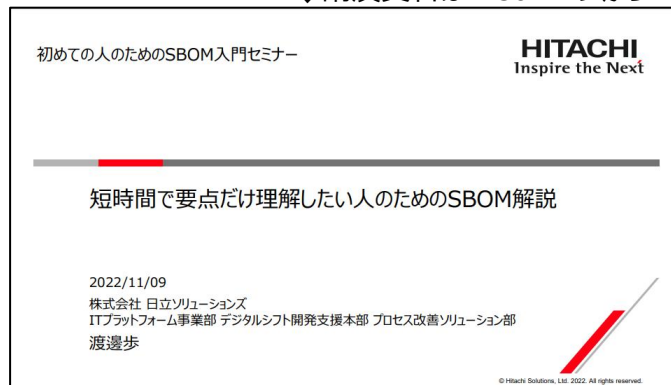 初めての人のためのSBOM入門セミナー
HITACHI
Inspire the Next
短時間で要点だけ理解したい人のためのSBOM解説
2022/11/09
株式会社 日立ソリューションズ
ITプラットフォーム事業部 デジタルシフト開発支援本部 プロセス改善ソリューション部
渡邊歩
© Hitachi Solutions, Ltd. 2022. All rights reserved.